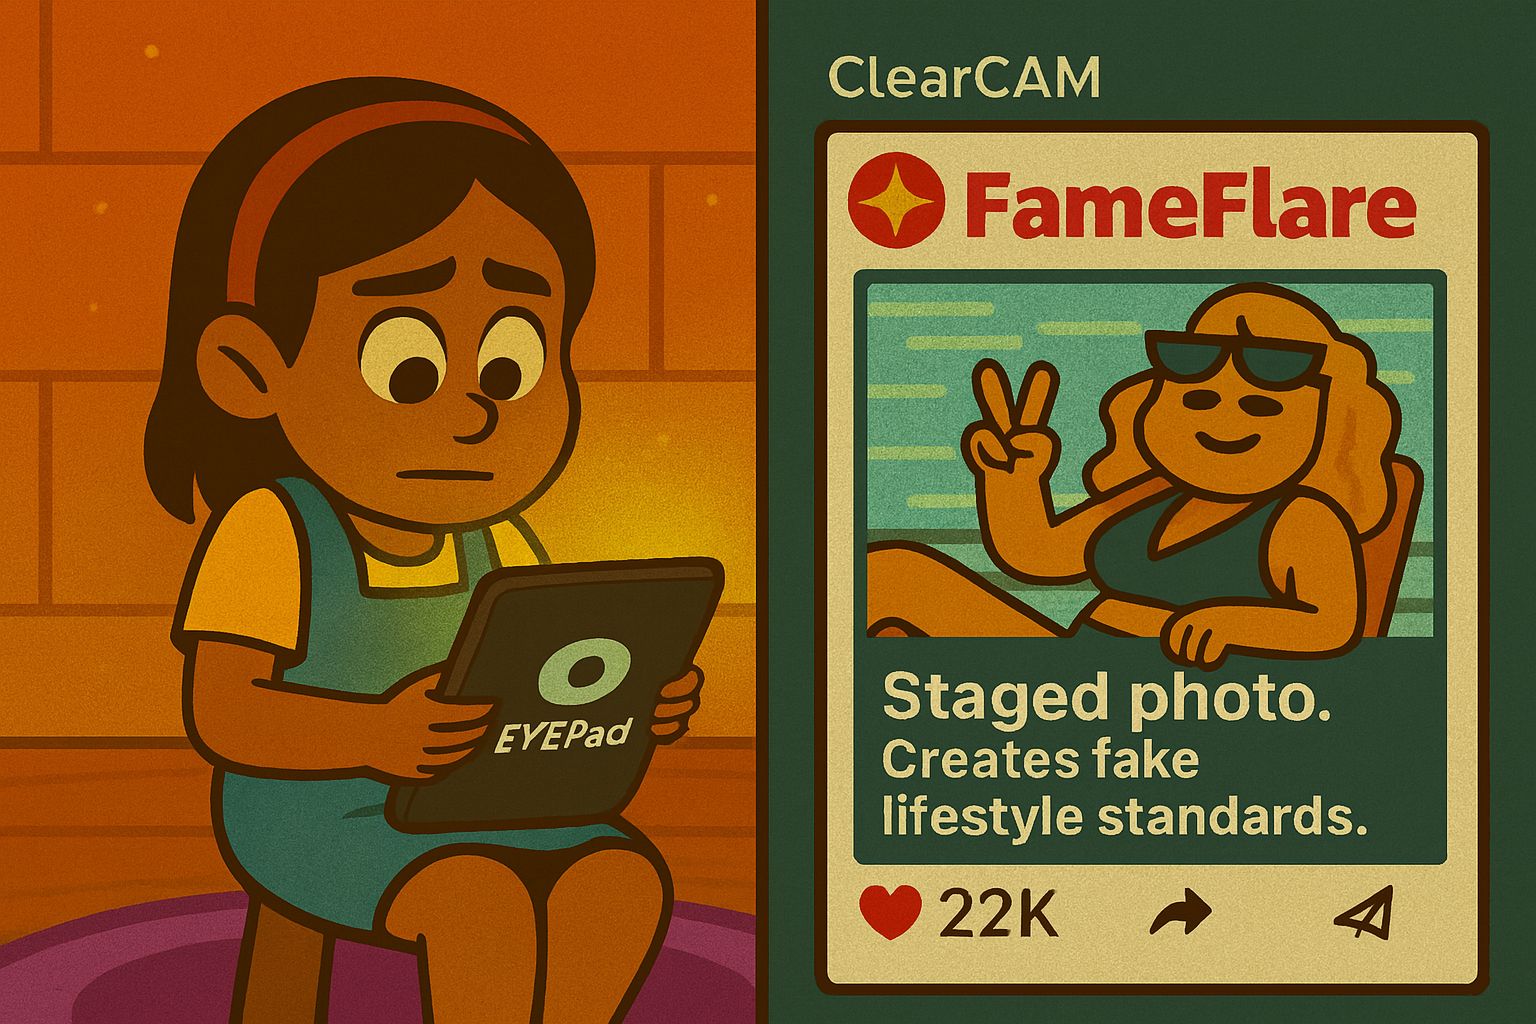 EYEPad
ClearCAM
FameFlare
Staged photo.
Creates fake
lifestyle standards.
22K